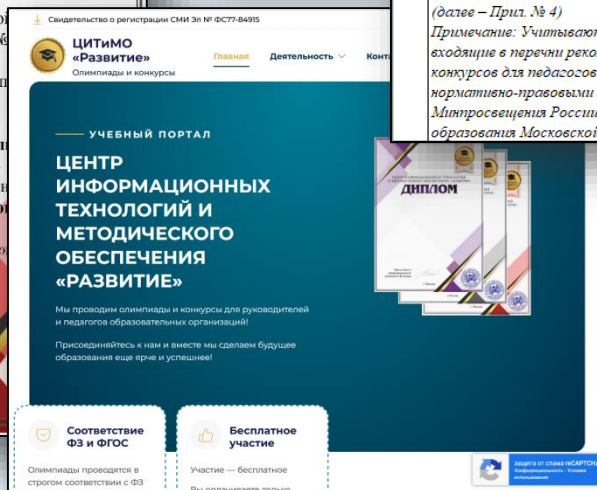 Свидетельство о регистрации СМИ Эл № ФС77-84915
ЦИТиМО
«Развитие»
Олимпиады и конкурсы
Главная
Деятельность
(далее – Прил. № 4)
Примечание: Учитывают
входящие в перечни
конкурсов для педагогов
нормативно-правовыми
Минпросвещения России
образования Московской
УЧЕБНЫЙ ПОРТАЛ
ЦЕНТР
ИНФОРМАЦИОННЫХ
ТЕХНОЛОГИЙ И
МЕТОДИЧЕСКОГО
ОБЕСПЕЧЕНИЯ
«РАЗВИТИЕ»
Мы проводим олимпиады и конкурсы для руководителей
и педагогов образовательных организаций!
Присоединяйтесь к нам и вместе мы сделаем будущее
образования еще ярче и успешнее!
ДИПЛОМ
Соответствие
ФЗ и ФГОС
Олимпиады проводятся в
строгом соответствии с ФЗ
Бесплатное
участие
Участие — бесплатное
Вы оплачиваете только
защита от спама reCAPTCHA
Конфиденциальность - Условия
использования